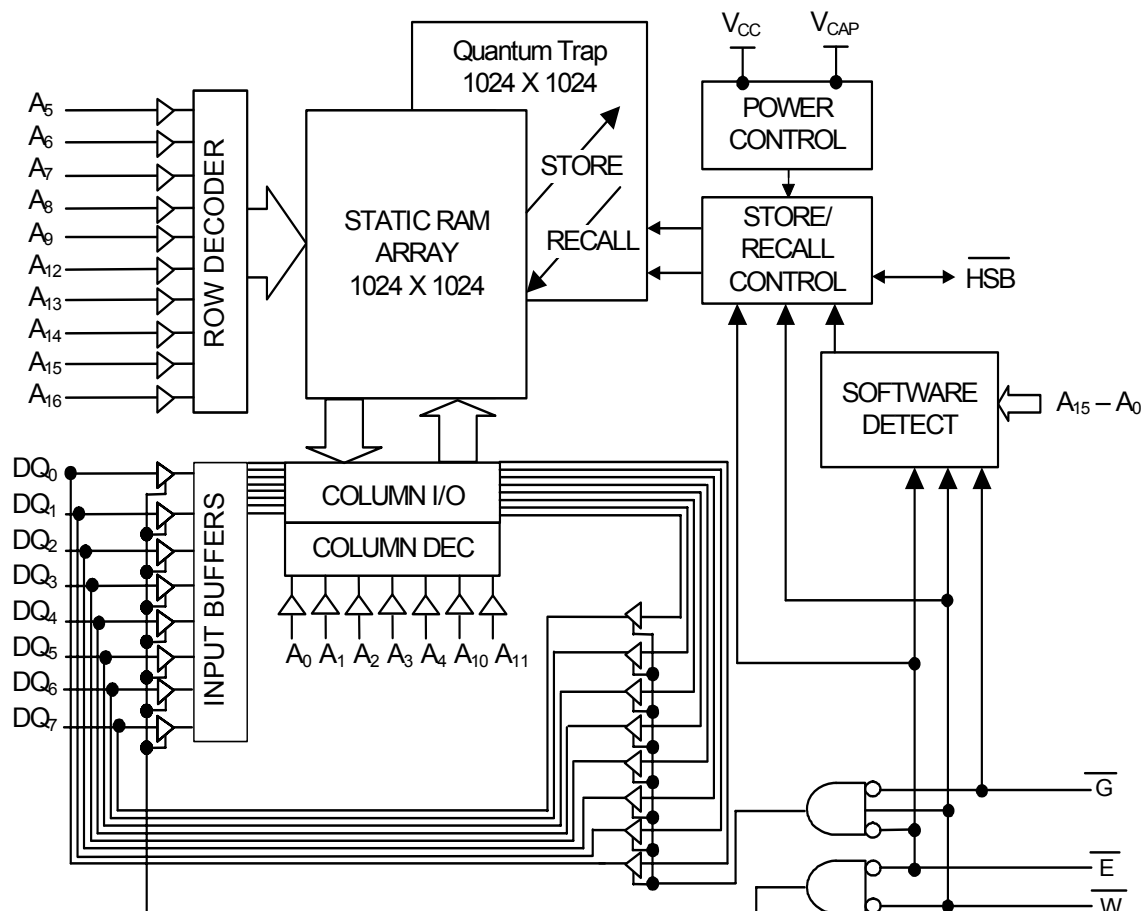 V_CC
V_CAP
Quantum Trap
1024 X 1024
POWER
CONTROL
A5
A6
A7
A8
A9
A12
A13
A14
A15
A16
ROW DECODER
STATIC RAM
ARRAY
1024 X 1024
STORE
RECALL
STORE/
RECALL
CONTROL
HSB
SOFTWARE
DETECT
A15 – A0
DQ0
DQ1
DQ2
DQ3
DQ4
DQ5
DQ6
DQ7
INPUT BUFFERS
COLUMN I/O
COLUMN DEC
A0 A1 A2 A3 A4 A10 A11
G
E
W